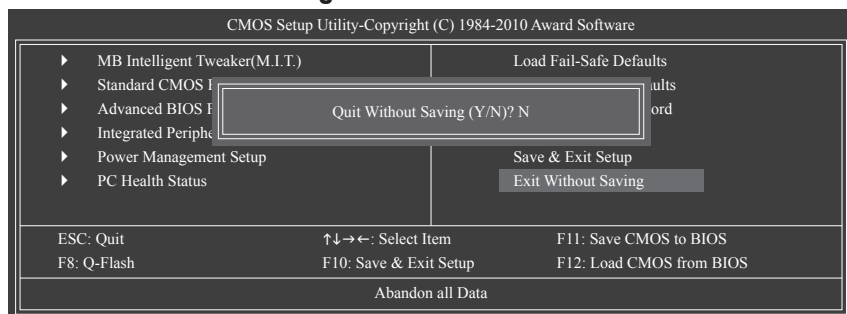 CMOS Setup Utility-Copyright (C) 1984-2010 Award Software
MB Intelligent Tweaker(M.I.T.)
Standard CMOS
Advanced BIOS
Integrated
Power Management Setup
PC Health Status
Load Fail-Safe Defaults
Save & Exit Setup
Exit Without Saving
Quit Without Saving (Y/N)? N
ESC: Quit ↑↓→←: Select Item F11: Save CMOS to BIOS
F8: Q-Flash F10: Save & Exit Setup F12: Load CMOS from BIOS
Abandon all Data